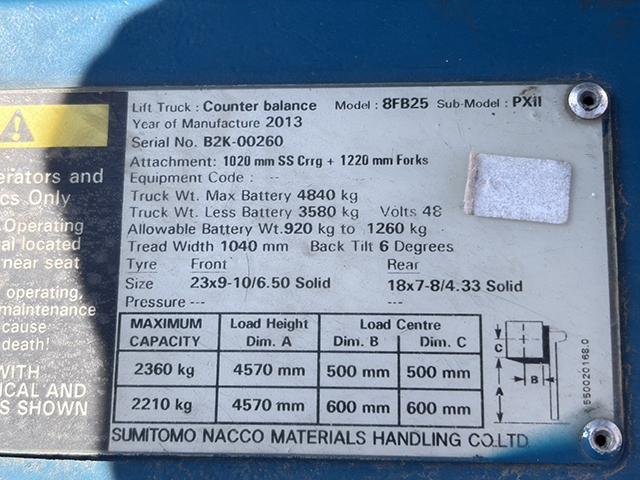 Lift Truck : Counter balance Model : 8FB25 Sub-Model : PXiI
Year of Manufacture 2013
Serial No. B2K-00260
Attachment: 1020 mm SS Crrg + 1220 mm Forks
Equipment Code : ---
Truck Wt. Max Battery 4840 kg
Truck Wt. Less Battery 3580 kg Volts 48
Allowable Battery Wt.920 kg to 1260 kg
Tread Width 1040 mm Back Tilt 6 Degrees
Tyre Front Rear
Size 23x9-10/6.50 Solid 18x7-8/4.33 Solid
Pressure --- ---
MAXIMUM CAPACITY Load Height Dim. A Load Centre Dim. B Dim. C
2360 kg 4570 mm 500 mm 500 mm
2210 kg 4570 mm 600 mm 600 mm
C
B
A
SUMITOMO NACCO MATERIALS HANDLING CO.LTD
550020168.0
erators and
cs Only
Operating
al located
near seat
operating,
maintenance
cause
death!
WITH
ICAL AND
S SHOWN